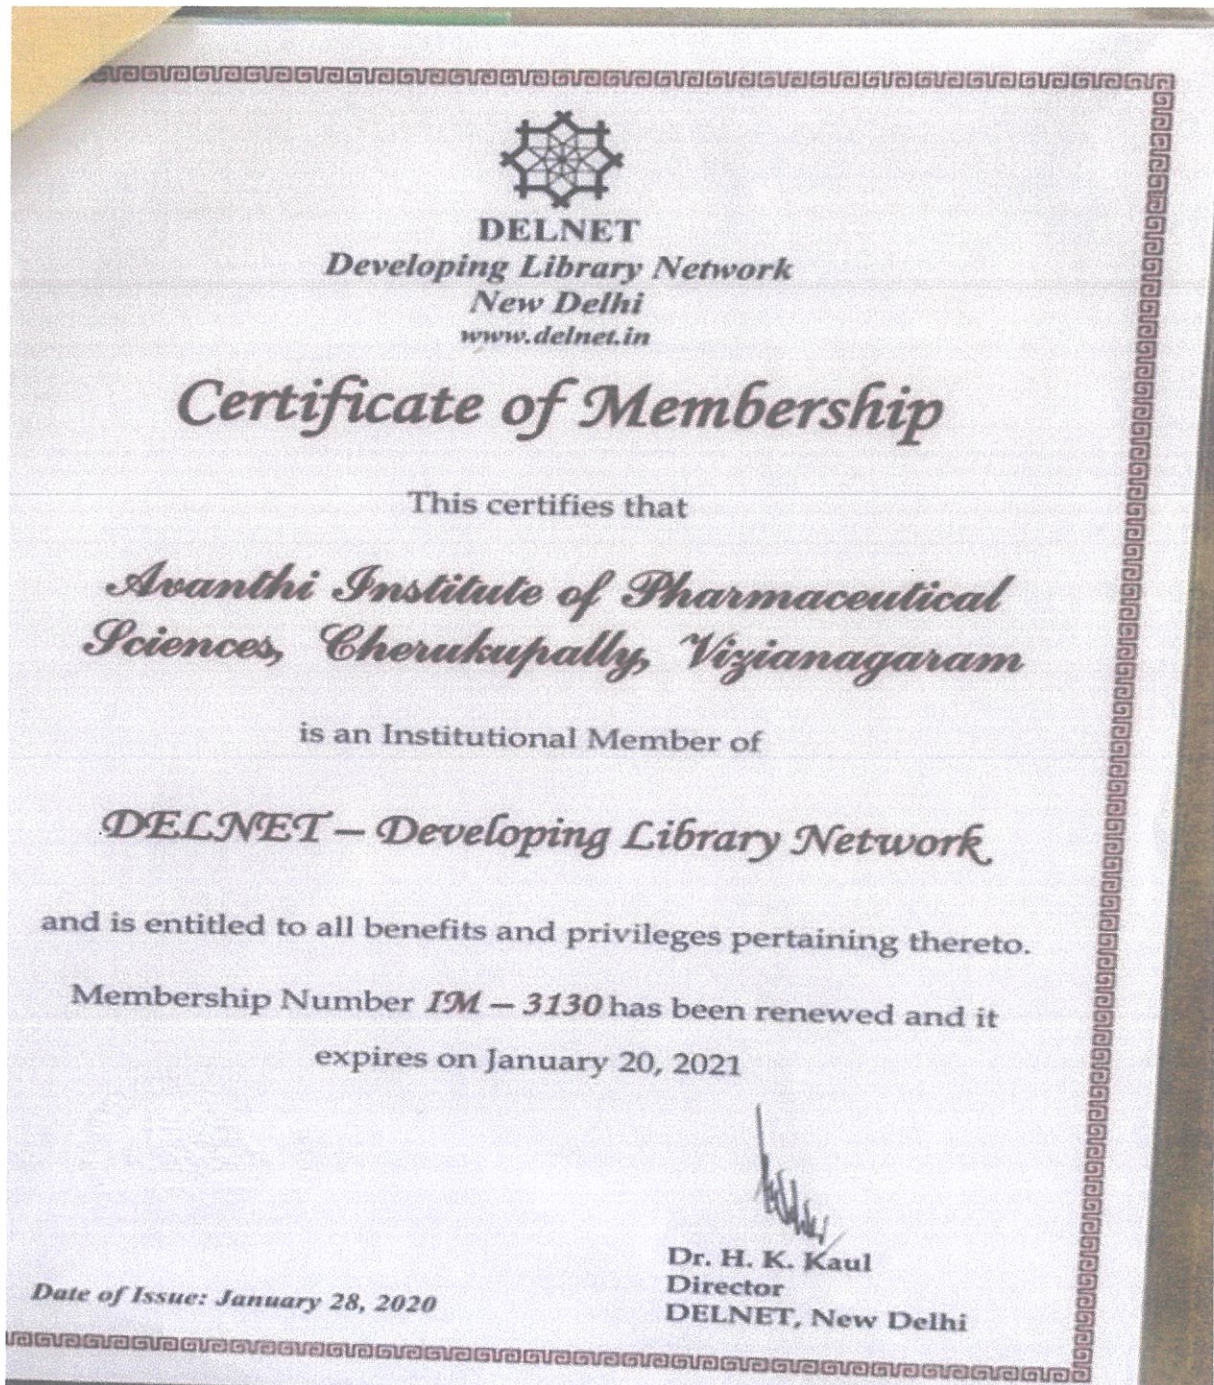 DELNET
Developing Library Network
New Delhi
www.delnet.in
Certificate of Membership
This certifies that
Avanthi Institute of Pharmaceutical
Sciences, Cherukupally, Vizianagaram
is an Institutional Member of
DELNET – Developing Library Network
and is entitled to all benefits and privileges pertaining thereto.
Membership Number IM – 3130 has been renewed and it
expires on January 20, 2021
Dr. H. K. Kaul
Director
DELNET, New Delhi
Date of Issue: January 28, 2020